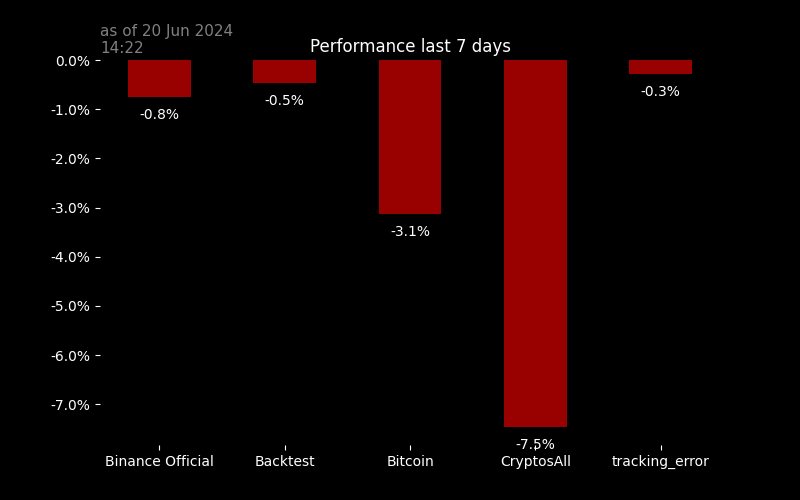 as of 20 Jun 2024
14:22
Performance last 7 days
0.0%
-1.0%
-2.0%
-3.0%
-4.0%
-5.0%
-6.0%
-7.0%
-0.8%
-0.5%
-3.1%
-7.5%
-0.3%
Binance Official
Backtest
Bitcoin
CryptosAll
tracking_error